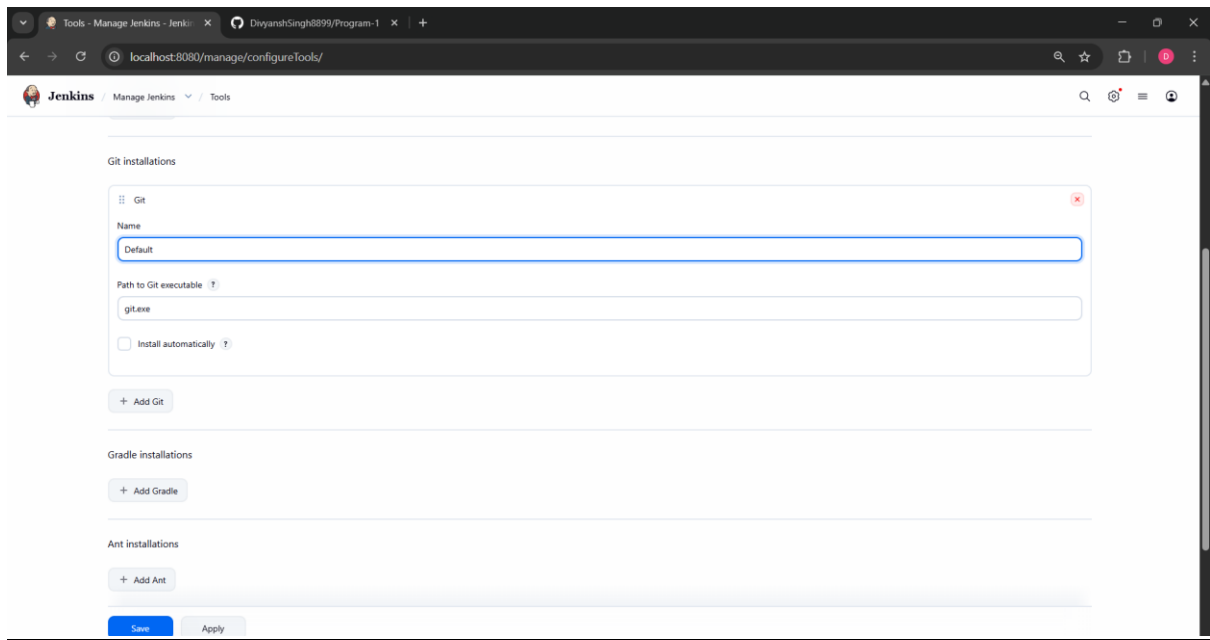 Tools - Manage Jenkins - Jenkin
DivyanshSingh8899/Program-1
localhost:8080/manage/configureTools/
D
Jenkins / Manage Jenkins / Tools
Git installations
Git
Name
Default
Path to Git executable ?
git.exe
Install automatically ?
+ Add Git
Gradle installations
+ Add Gradle
Ant installations
+ Add Ant
Save Apply